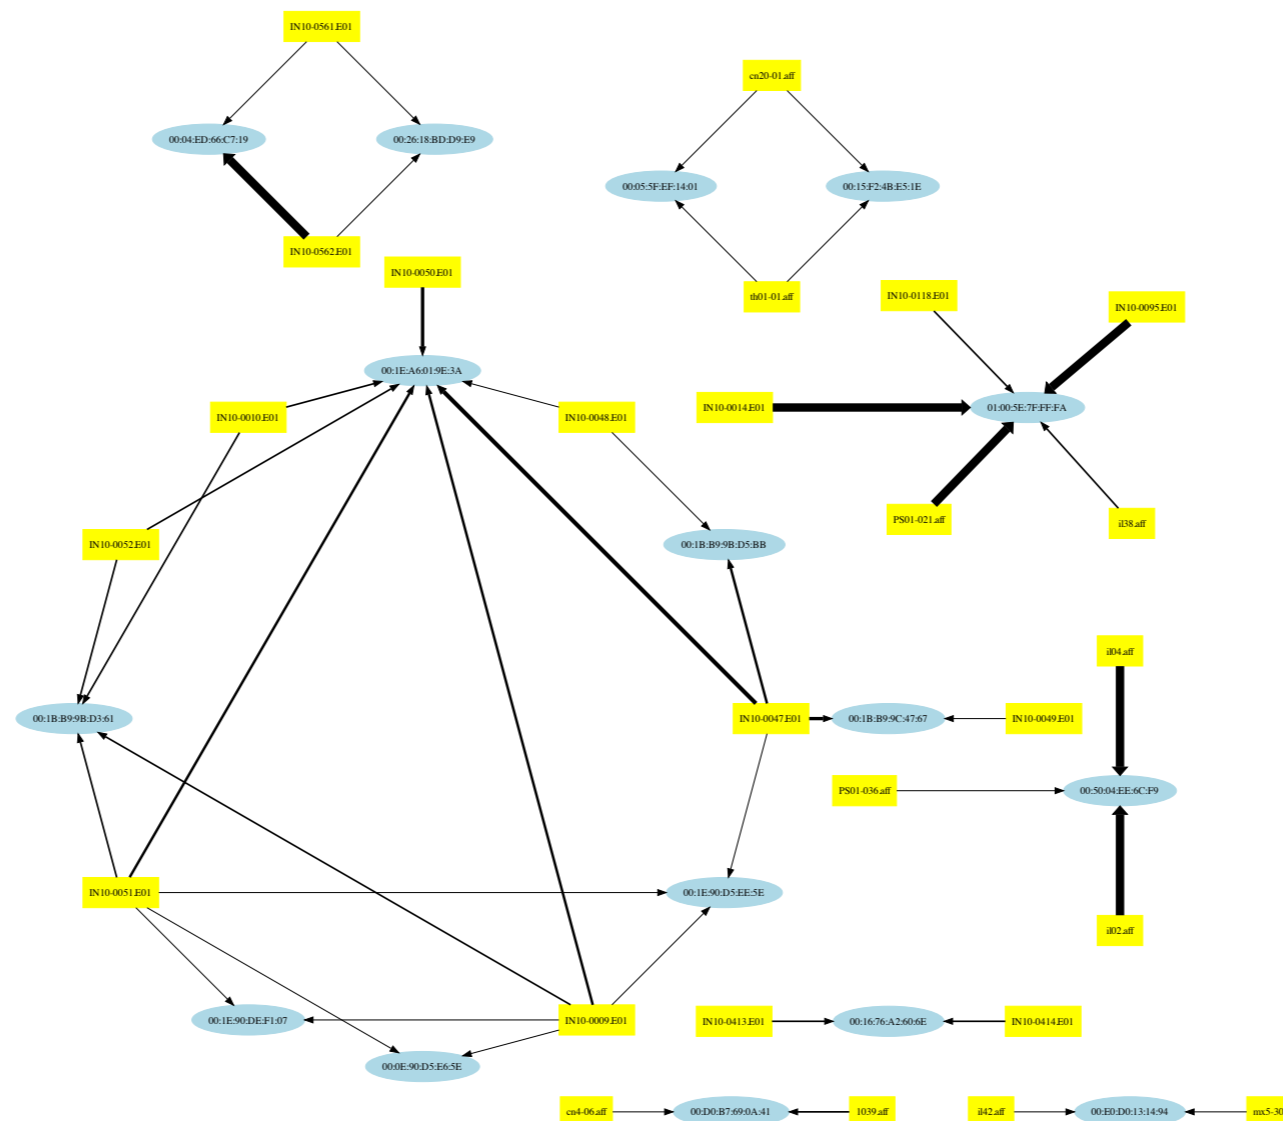 IN10-0561.E01
cn20-01.aff
00:04:ED:66:C7:19
00:26:18:BD:D9:E9
00:05:5F:EF:14:01
00:15:F2:4B:E5:1E
IN10-0562.E01
IN10-0050.E01
th01-01.aff
IN10-0118.E01
IN10-0095.E01
00:1E:A6:01:9E:3A
IN10-0010.E01
IN10-0048.E01
IN10-0014.E01
01:00:5E:7F:FF:FA
PS01-021.aff
il38.aff
IN10-0052.E01
00:1B:B9:9B:D5:BB
il04.aff
00:1B:B9:9B:D3:61
IN10-0047.E01
00:1B:B9:9C:47:67
IN10-0049.E01
PS01-036.aff
00:50:04:EE:6C:F9
IN10-0051.E01
00:1E:90:D5:EE:5E
il02.aff
00:1E:90:DE:F1:07
IN10-0009.E01
IN10-0413.E01
00:16:76:A2:60:6E
IN10-0414.E01
00:0E:90:D5:E6:5E
cn4-06.aff
00:D0:B7:69:0A:41
1039.aff
il42.aff
00:E0:D0:13:14:94
mx5-30